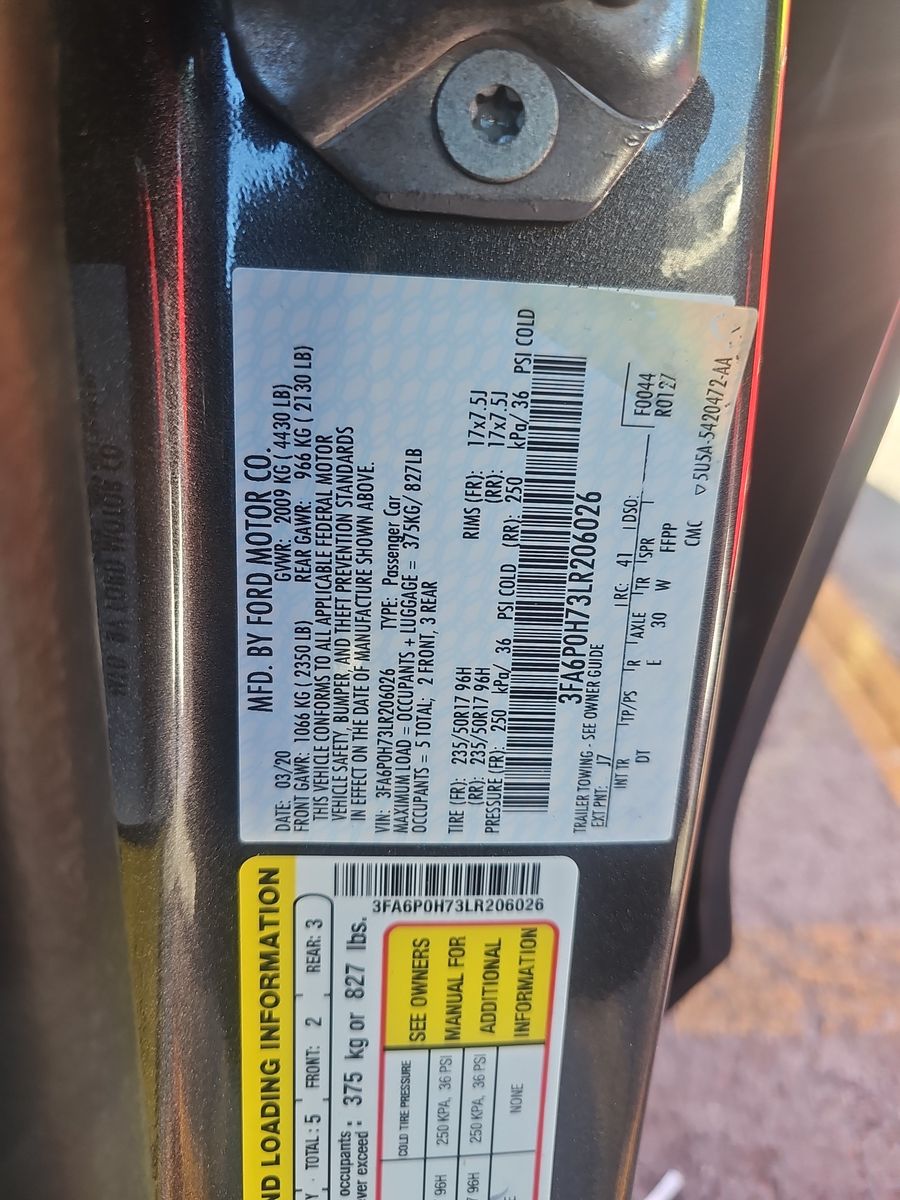 MFD. BY FORD MOTOR CO.
DATE: 03/20 GVWR: 2009 KG ( 4430 LB)
FRONT GAWR: 1066 KG ( 2350LB) REAR GAWR: 966 KG ( 2130 LB)
THIS VEHICLE CONFORMS TO ALL APPLICABLE FEDERAL MOTOR
VEHICLE SAFETY, BUMPER, AND THEFT PREVENTION STANDARDS
IN EFFECT ON THE DATE OF MANUFACTURE SHOWN ABOVE.
VIN: 3FA6P0H73LR206026 TYPE: Passenger Car
MAXIMUM LOAD = OCCUPANTS + LUGGAGE = 375KG/ 827LB
OCCUPANTS = 5 TOTAL; 2 FRONT, 3 REAR
TIRE (FR): 235/50R17 96H RIMS (FR): 17x7.5J
(RR): 235/50R17 96H (RR): 17x7.5J
PRESSURE (FR): 250 kPa/ 36 PSI COLD (RR): 250 kPa/ 36 PSI COLD
3FA6P0H73LR206026
TRAILER TOWING - SEE OWNER GUIDE
EXT PNT: J7 RC: 41 DSO:
F0044
R0127
INT TR TP/PS R AXLE TR SPR
DT E 30 W FFPP
CMC
▽5U5A-5420472-AA
ND LOADING INFORMATION
TOTAL : 5 FRONT: 2 REAR: 3
occupants :
ver exceed : 375 kg or 827 lbs.
3FA6P0H73LR206026
COLD TIRE PRESSURE
96H 250 KPA, 36 PSI
96H 250 KPA, 36 PSI
NONE
SEE OWNERS
MANUAL FOR
ADDITIONAL
INFORMATION